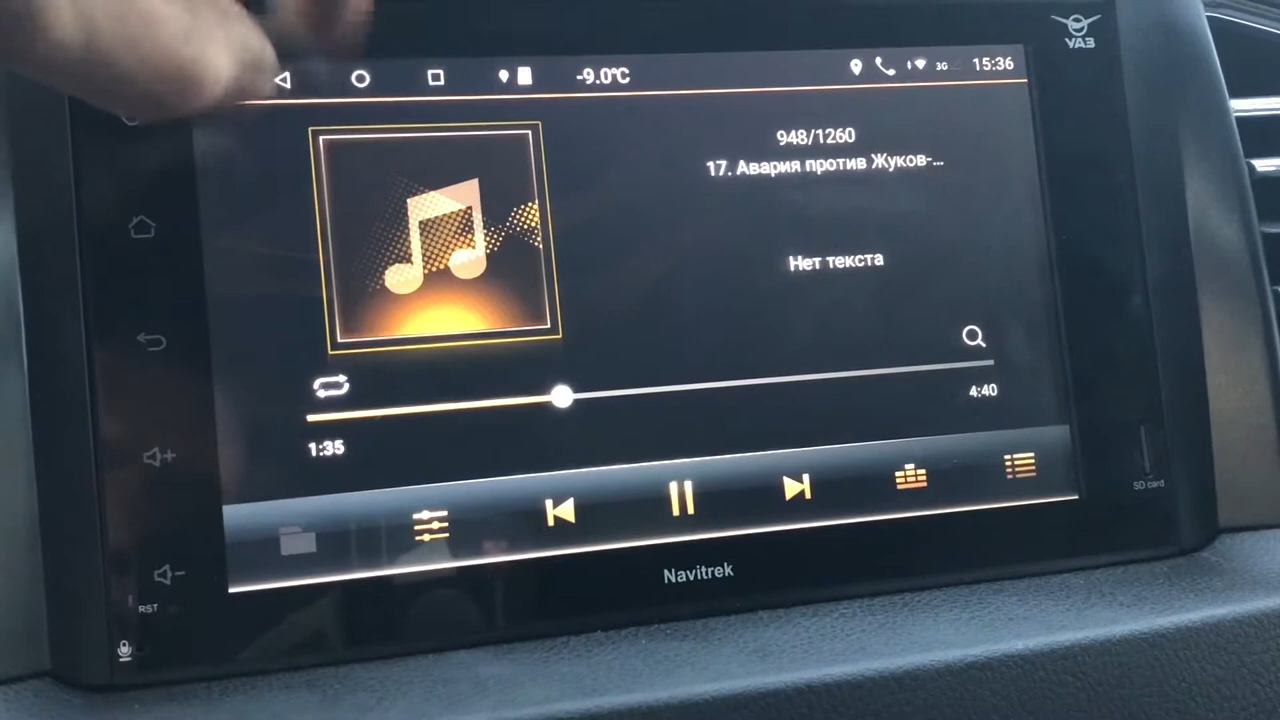 УАЗ
-9.0℃
3G
15:36
948/1260
17. Авария против Жуков-...
Нет текста
4:40
1:35
SD card
Navitrek
RST